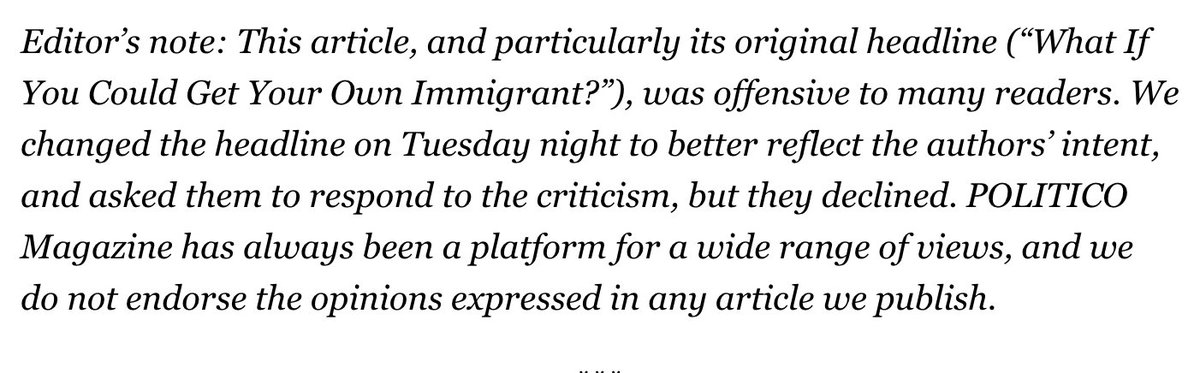 Editor’s note: This article, and particularly its original headline (“What If
You Could Get Your Own Immigrant?”), was offensive to many readers. We
changed the headline on Tuesday night to better reflect the authors’ intent,
and asked them to respond to the criticism, but they declined. POLITICO
Magazine has always been a platform for a wide range of views, and we
do not endorse the opinions expressed in any article we publish.
***